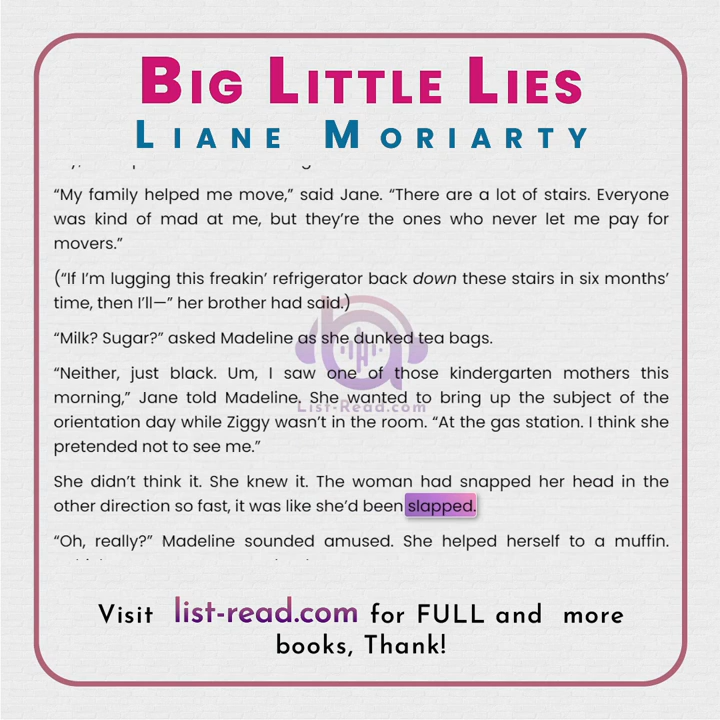 BIG LITTLE LIES
LIANE MORIARTY
“My family helped me move,” said Jane. “There are a lot of stairs. Everyone
was kind of mad at me, but they’re the ones who never let me pay for
movers.”
(“If I’m lugging this freakin’ refrigerator back down these stairs in six months’
time, then I’ll—” her brother had said.)
“Milk? Sugar?” asked Madeline as she dunked tea bags.
“Neither, just black. Um, I saw one of those kindergarten mothers this
morning,” Jane told Madeline. She wanted to bring up the subject of the
orientation day while Ziggy wasn’t in the room. “At the gas station. I think she
pretended not to see me.”
List-Read.com
She didn’t think it. She knew it. The woman had snapped her head in the
other direction so fast, it was like she’d been slapped.
“Oh, really?” Madeline sounded amused. She helped herself to a muffin.
Visit list-read.com for FULL and more
books, Thank!